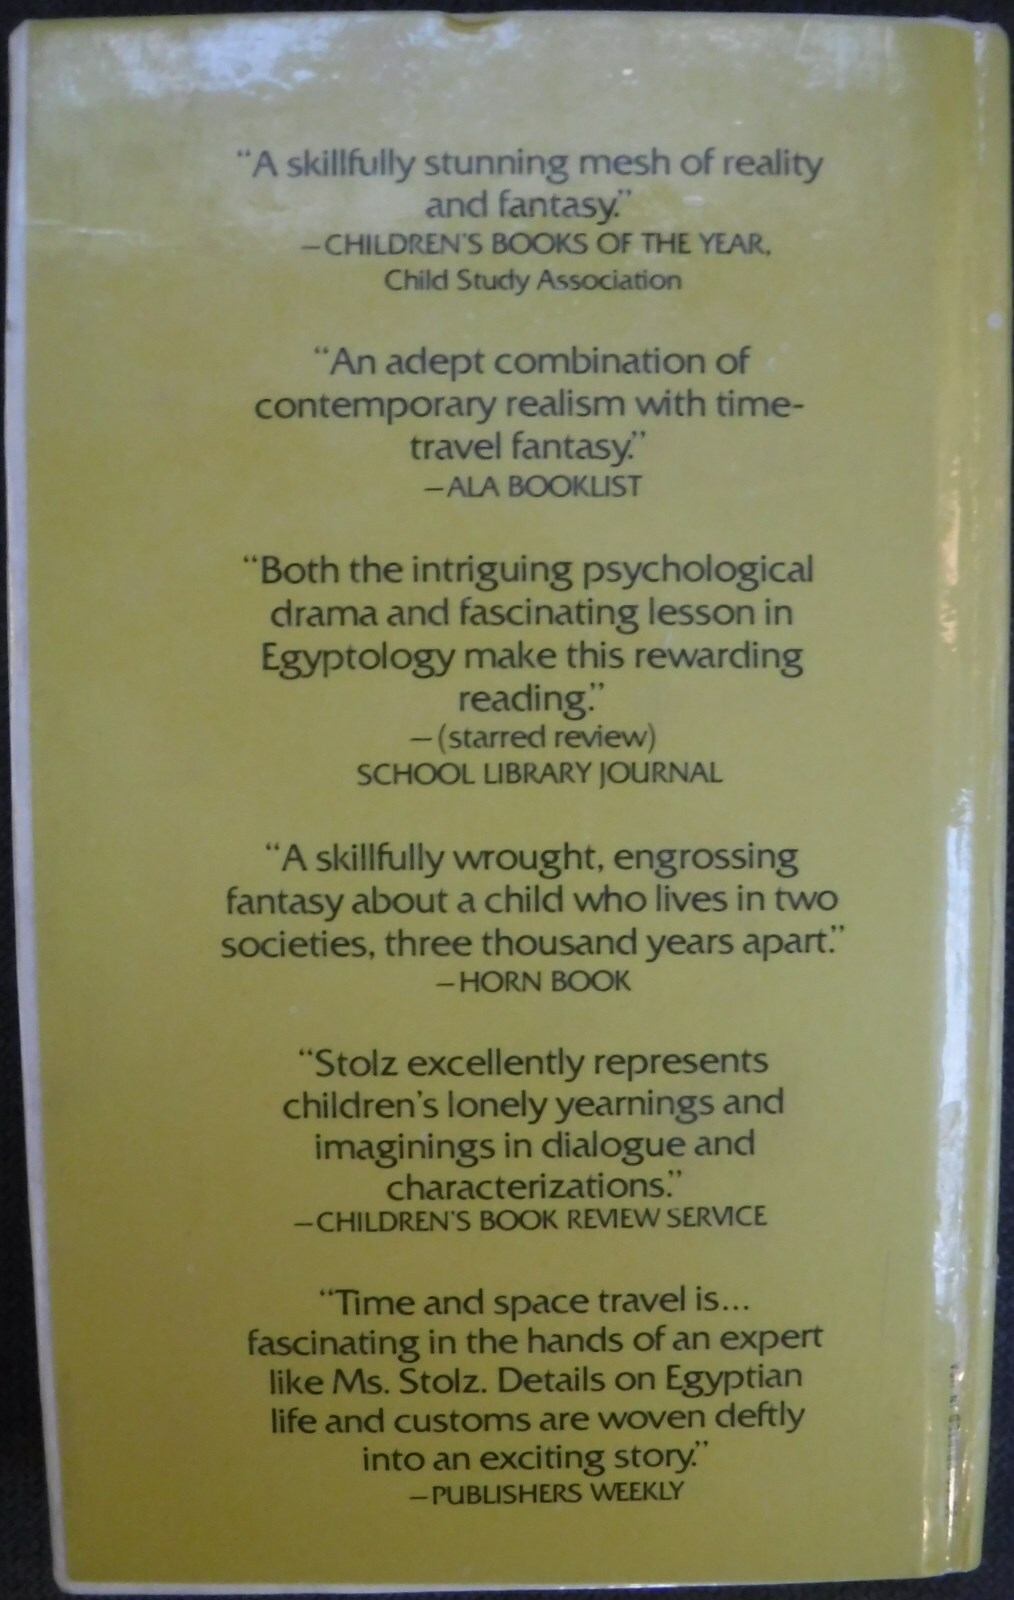 “A skillfully stunning mesh of reality
and fantasy.”
—CHILDREN'S BOOKS OF THE YEAR,
Child Study Association
“An adept combination of
contemporary realism with time-
travel fantasy.”
—ALA BOOKLIST
“Both the intriguing psychological
drama and fascinating lesson in
Egyptology make this rewarding
reading.”
—(starred review)
SCHOOL LIBRARY JOURNAL
“A skillfully wrought, engrossing
fantasy about a child who lives in two
societies, three thousand years apart.”
—HORN BOOK
“Stolz excellently represents
children's lonely yearnings and
imaginings in dialogue and
characterizations.”
—CHILDREN'S BOOK REVIEW SERVICE
“Time and space travel is...
fascinating in the hands of an expert
like Ms. Stolz. Details on Egyptian
life and customs are woven deftly
into an exciting story.”
—PUBLISHERS WEEKLY